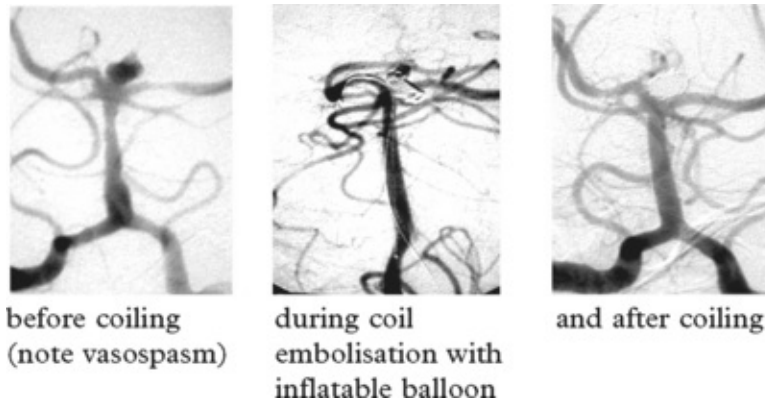 before coiling
(note vasospasm)
during coil
embolisation with
inflatable balloon
and after coiling